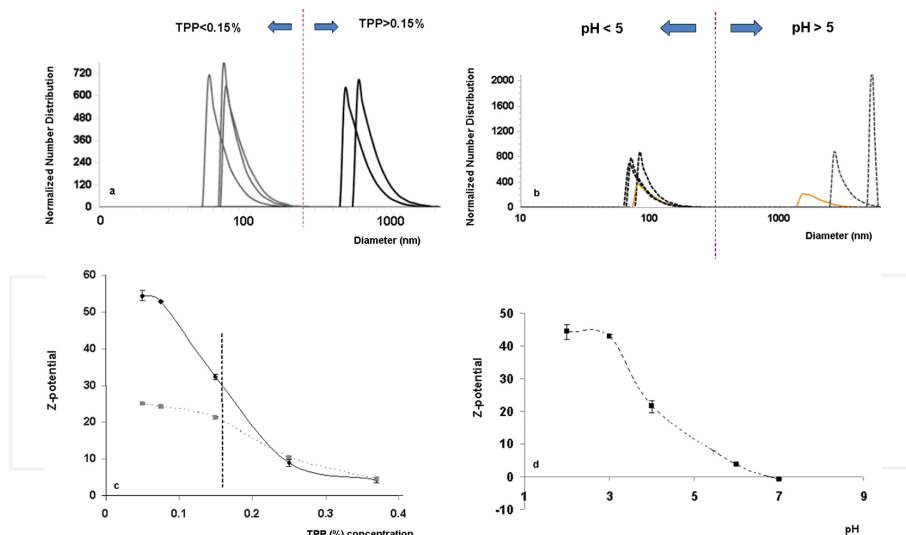 TPP<0.15%
TPP>0.15%
Normalized Number Distribution
720
600
480
360
240
120
0
a
0
100
1000
Diameter (nm)
pH < 5
pH > 5
Normalized Number Distribution
2000
1600
1200
800
400
0
b
10
100
1000
Diameter (nm)
Z-potential
60
50
40
30
20
10
0
c
0
0.1
0.2
0.3
0.4
TPP (%) concentration
Z-potential
50
40
30
20
10
0
-10
d
1
3
5
7
9
pH